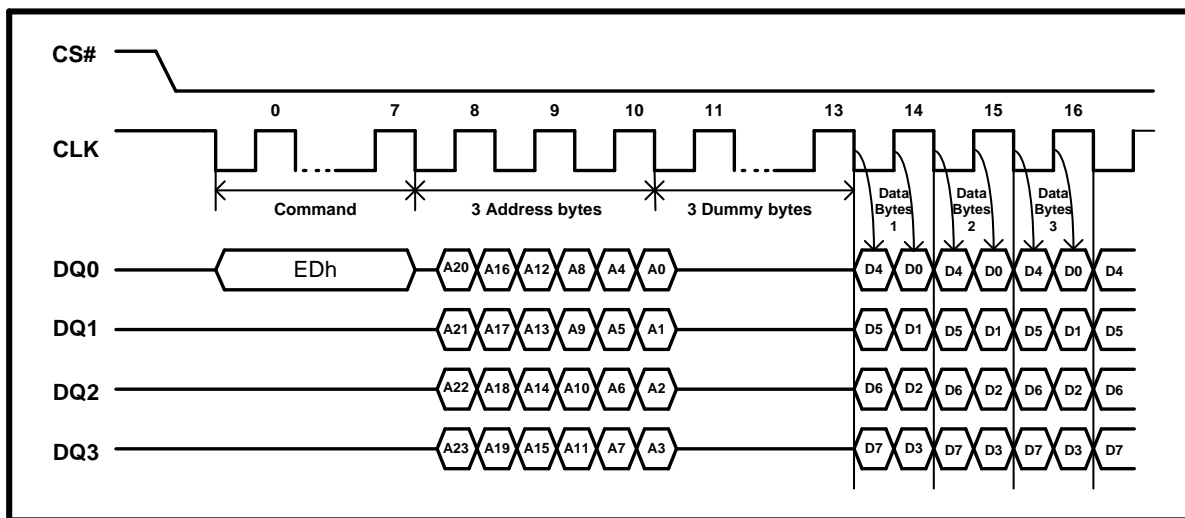 CS#
0 7 8 9 10 11 13 14 15 16
CLK
Command 3 Address bytes 3 Dummy bytes
Data Bytes 1
Data Bytes 2
Data Bytes 3
DQ0 EDh A20 A16 A12 A8 A4 A0 D4 D0 D4 D0 D4 D0 D4
DQ1 A21 A17 A13 A9 A5 A1 D5 D1 D5 D1 D5 D1 D5
DQ2 A22 A18 A14 A10 A6 A2 D6 D2 D6 D2 D6 D2 D6
DQ3 A23 A19 A15 A11 A7 A3 D7 D3 D7 D3 D7 D3 D7